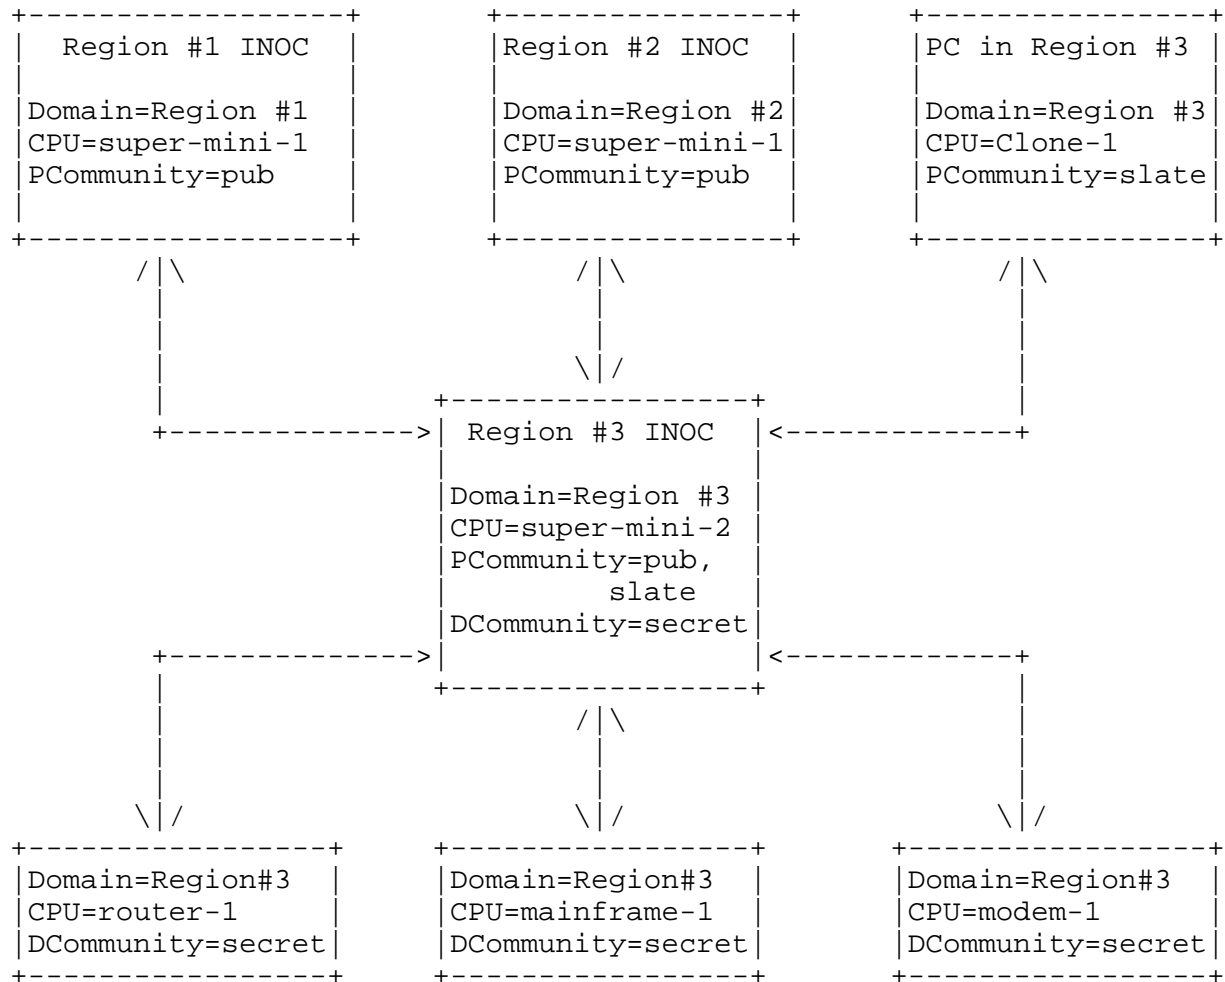 Region #1 INOC
Domain=Region #1
CPU=super-mini-1
PCommunity=pub
Region #2 INOC
Domain=Region #2
CPU=super-mini-1
PCommunity=pub
PC in Region #3
Domain=Region #3
CPU=Clone-1
PCommunity=slate
Region #3 INOC
Domain=Region #3
CPU=super-mini-2
PCommunity=pub,
slate
DCommunity=secret
Domain=Region#3
CPU=router-1
DCommunity=secret
Domain=Region#3
CPU=mainframe-1
DCommunity=secret
Domain=Region#3
CPU=modem-1
DCommunity=secret